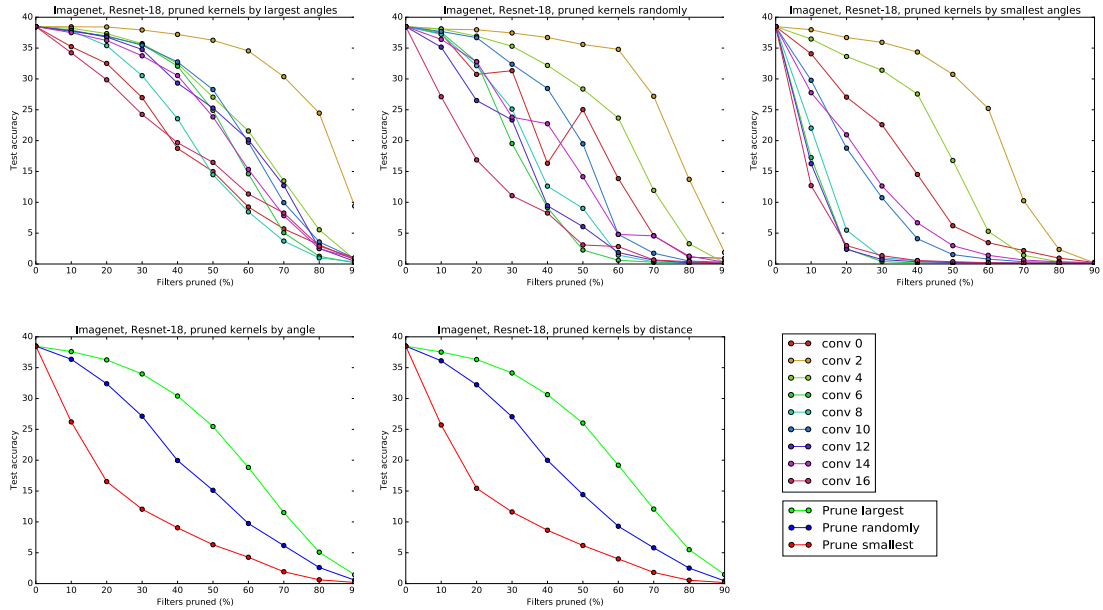 Imagenet, Resnet-18, pruned kernels by largest angles
Test accuracy
40
35
30
25
20
15
10
5
0
0 10 20 30 40 50 60 70 80 90
Filters pruned (%)
Imagenet, Resnet-18, pruned kernels randomly
Test accuracy
40
35
30
25
20
15
10
5
0
0 10 20 30 40 50 60 70 80 90
Filters pruned (%)
Imagenet, Resnet-18, pruned kernels by smallest angles
Test accuracy
40
35
30
25
20
15
10
5
0
0 10 20 30 40 50 60 70 80 90
Filters pruned (%)
Imagenet, Resnet-18, pruned kernels by angle
Test accuracy
40
35
30
25
20
15
10
5
0
0 10 20 30 40 50 60 70 80 90
Filters pruned (%)
Imagenet, Resnet-18, pruned kernels by distance
Test accuracy
40
35
30
25
20
15
10
5
0
0 10 20 30 40 50 60 70 80 90
Filters pruned (%)
conv 0
conv 2
conv 4
conv 6
conv 8
conv 10
conv 12
conv 14
conv 16
Prune largest
Prune randomly
Prune smallest